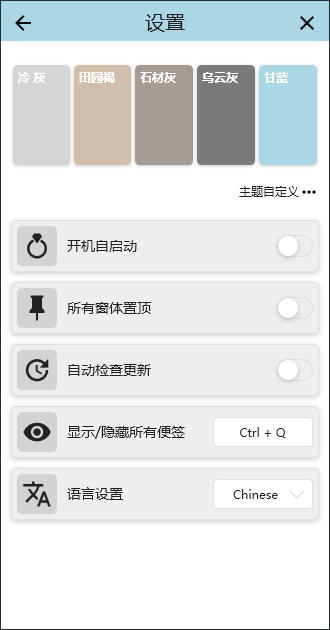 设置
冷 灰
田园褐
石材灰
乌云灰
甘蓝
主题自定义 •••
开机自启动
所有窗体置顶
自动检查更新
显示/隐藏所有便签
Ctrl + Q
语言设置
Chinese